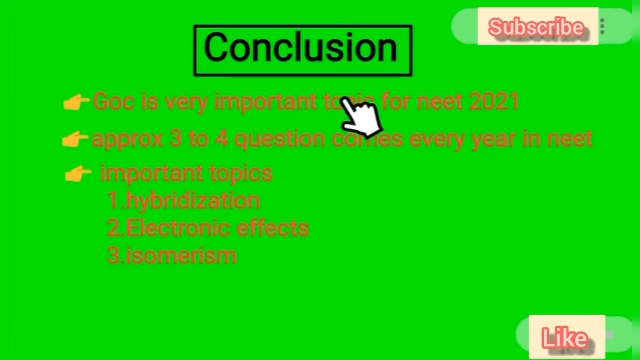 Subscribe
Conclusion
👉Goc is very important topic for neet 2021
👉approx 3 to 4 question comes every year in neet
👉 important topics
1.hybridization
2.Electronic effects
3.isomerism
Like